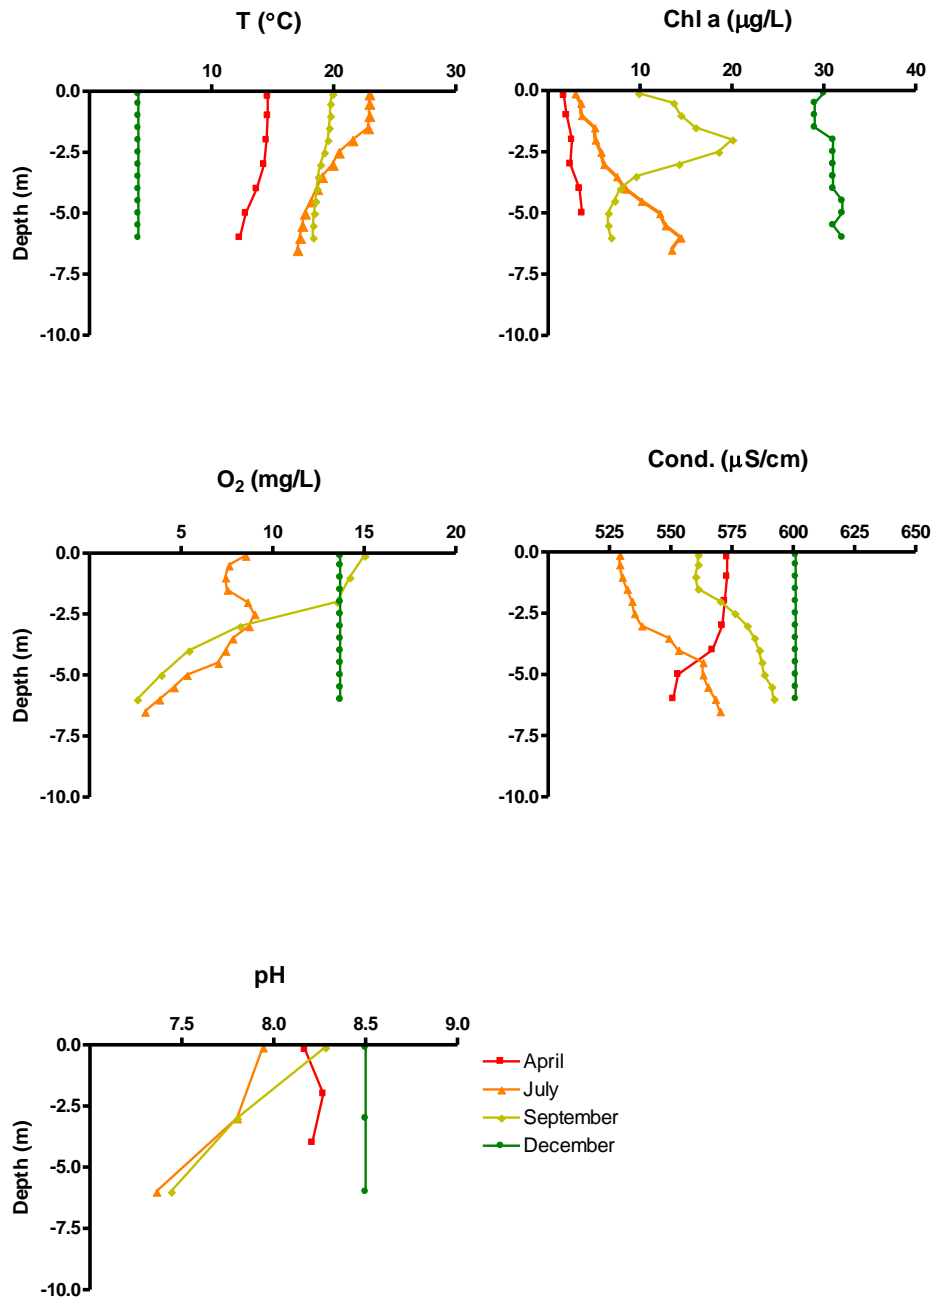 T (°C)
10 20 30
0.0
-2.5
-5.0
-7.5
-10.0
Depth (m)
Chl a (μg/L)
10 20 30 40
0.0
-2.5
-5.0
-7.5
-10.0
O2 (mg/L)
5 10 15 20
0.0
-2.5
-5.0
-7.5
-10.0
Depth (m)
Cond. (μS/cm)
525 550 575 600 625 650
0.0
-2.5
-5.0
-7.5
-10.0
pH
7.5 8.0 8.5 9.0
0.0
-2.5
-5.0
-7.5
-10.0
Depth (m)
April
July
September
December